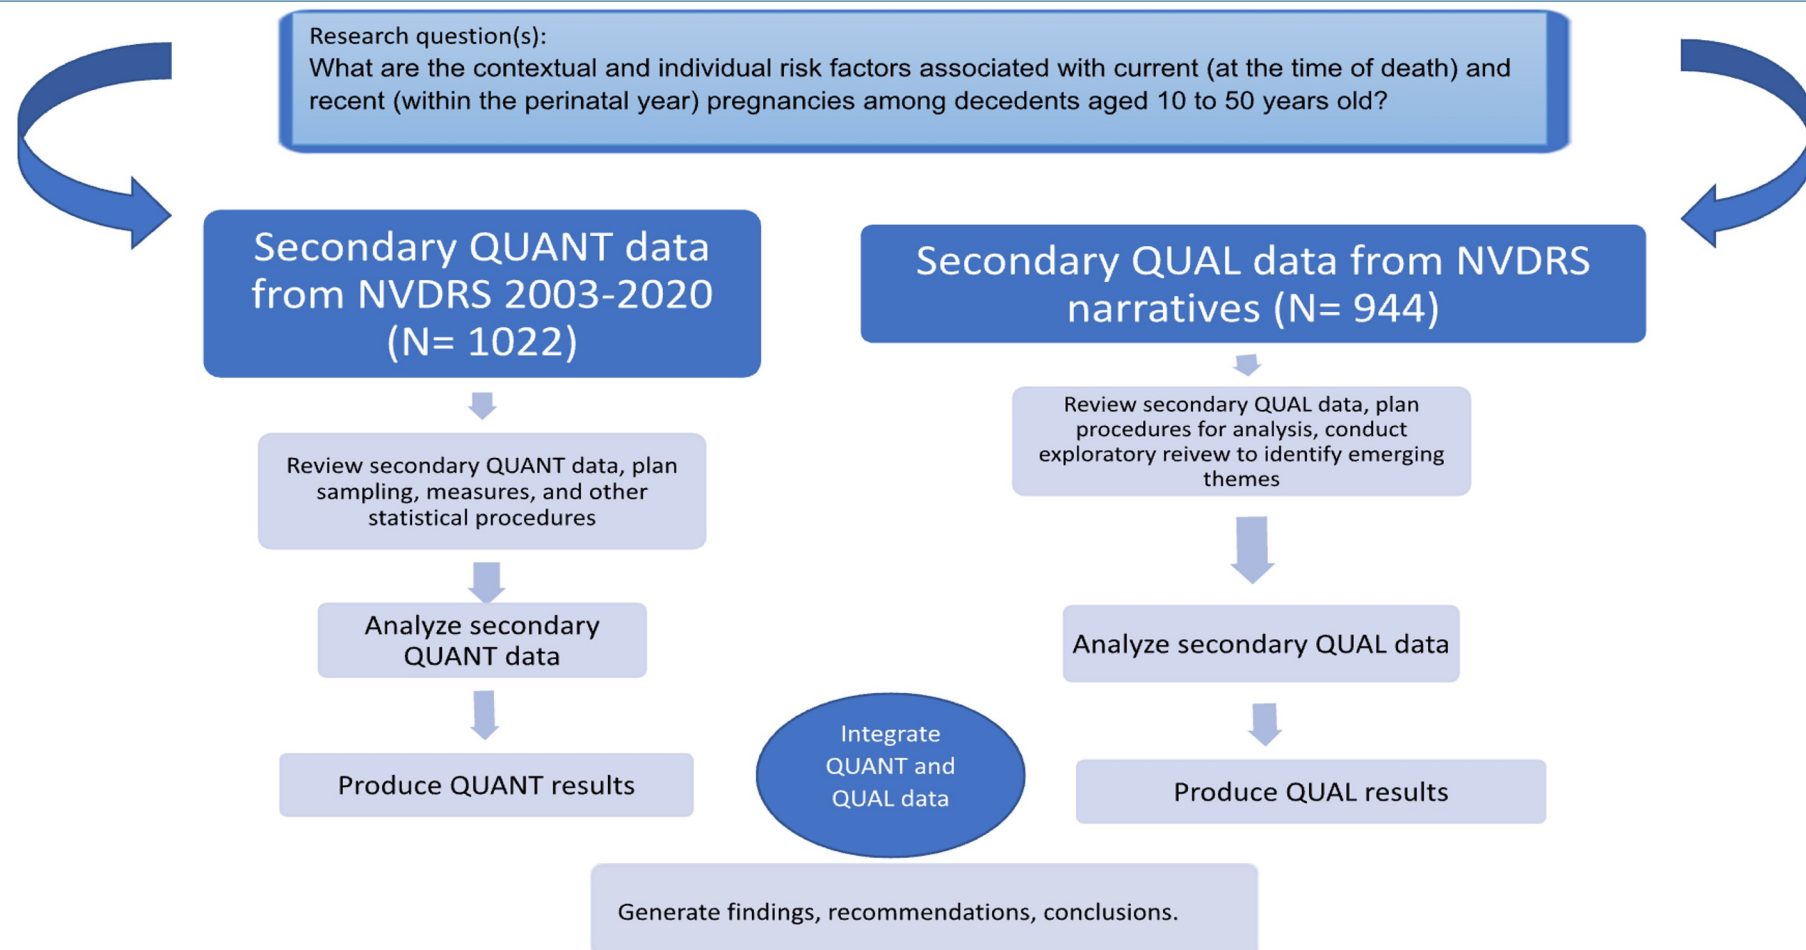 Research question(s):
What are the contextual and individual risk factors associated with current (at the time of death) and
recent (within the perinatal year) pregnancies among decedents aged 10 to 50 years old?
Secondary QUANT data
from NVDRS 2003-2020
(N= 1022)
Review secondary QUANT data, plan
sampling, measures, and other
statistical procedures
Analyze secondary
QUANT data
Produce QUANT results
Secondary QUAL data from NVDRS
narratives (N= 944)
Review secondary QUAL data, plan
procedures for analysis, conduct
exploratory reivew to identify emerging
themes
Analyze secondary QUAL data
Produce QUAL results
Integrate
QUANT and
QUAL data
Generate findings, recommendations, conclusions.